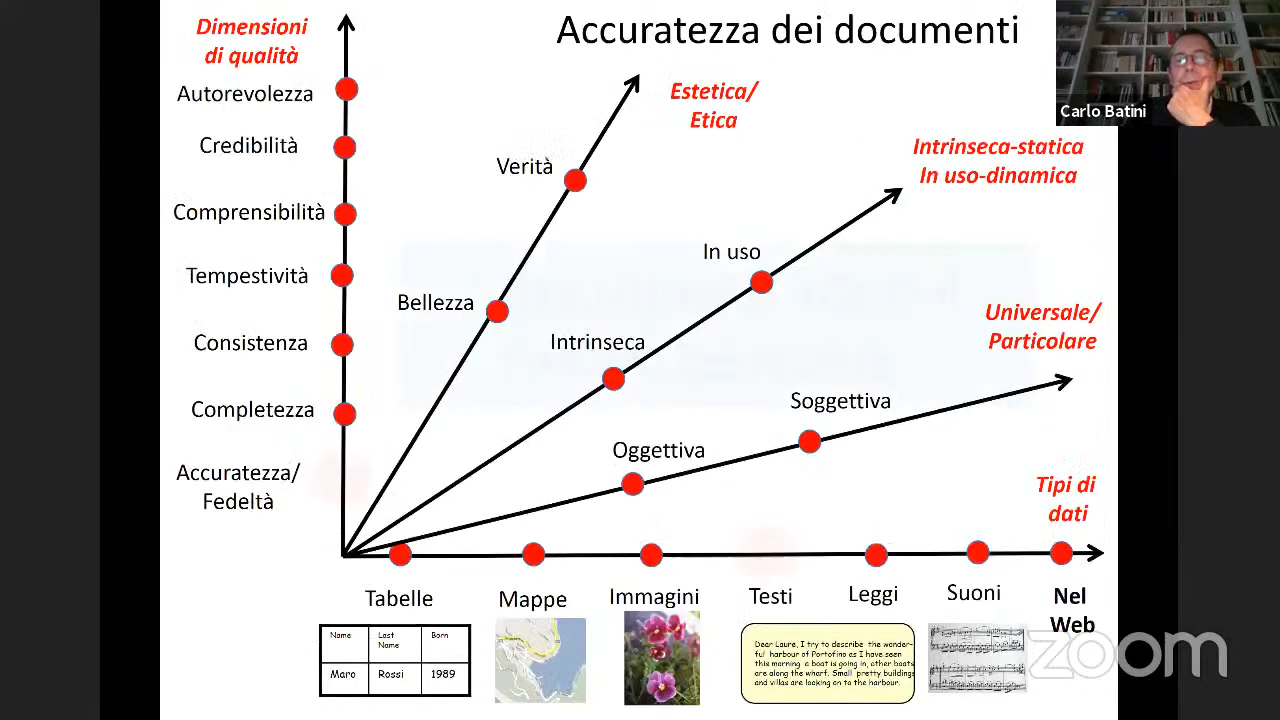 Accuratezza dei documenti
Carlo Batini
Dimensioni
di qualità
Autorevolezza
Credibilità
Comprensibilità
Tempestività
Consistenza
Completezza
Accuratezza/
Fedeltà
Estetica/
Etica
Verità
Bellezza
Intrinseca-statica
In uso-dinamica
In uso
Intrinseca
Universale/
Particolare
Soggettiva
Oggettiva
Tipi di
dati
Tabelle
Mappe
Immagini
Testi
Leggi
Suoni
Nel
Web
Name Last Name Born
Maro Rossi 1989
Dear Laure, I try to describe the wonder-
ful harbour of Portofino as I have seen
this morning a boat is going in, other boats
are along the wharf. Small pretty buildings
and villas are looking on to the harbour.
zoom